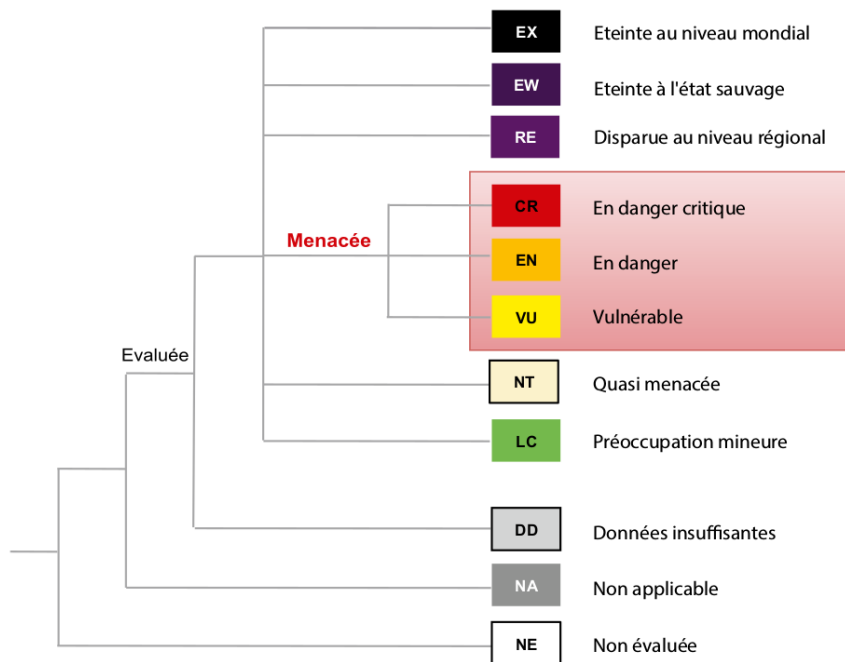 EX Eteinte au niveau mondial
EW Eteinte à l'état sauvage
RE Disparue au niveau régional
CR En danger critique
Menacée
EN En danger
VU Vulnérable
Evaluée
NT Quasi menacée
LC Préoccupation mineure
DD Données insuffisantes
NA Non applicable
NE Non évaluée